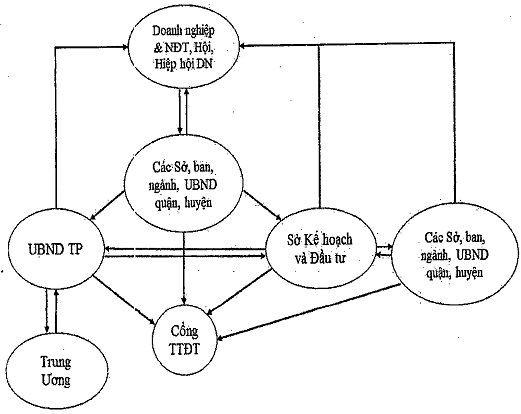 Doanh nghiệp
& NĐT, Hội,
Hiệp hội DN
Các Sở, ban,
ngành, UBND
quận, huyện
UBND TP
Sở Kế hoạch
và Đầu tư
Các Sở, ban,
ngành, UBND
quận, huyện
Cổng
TTĐT
Trung
Ương